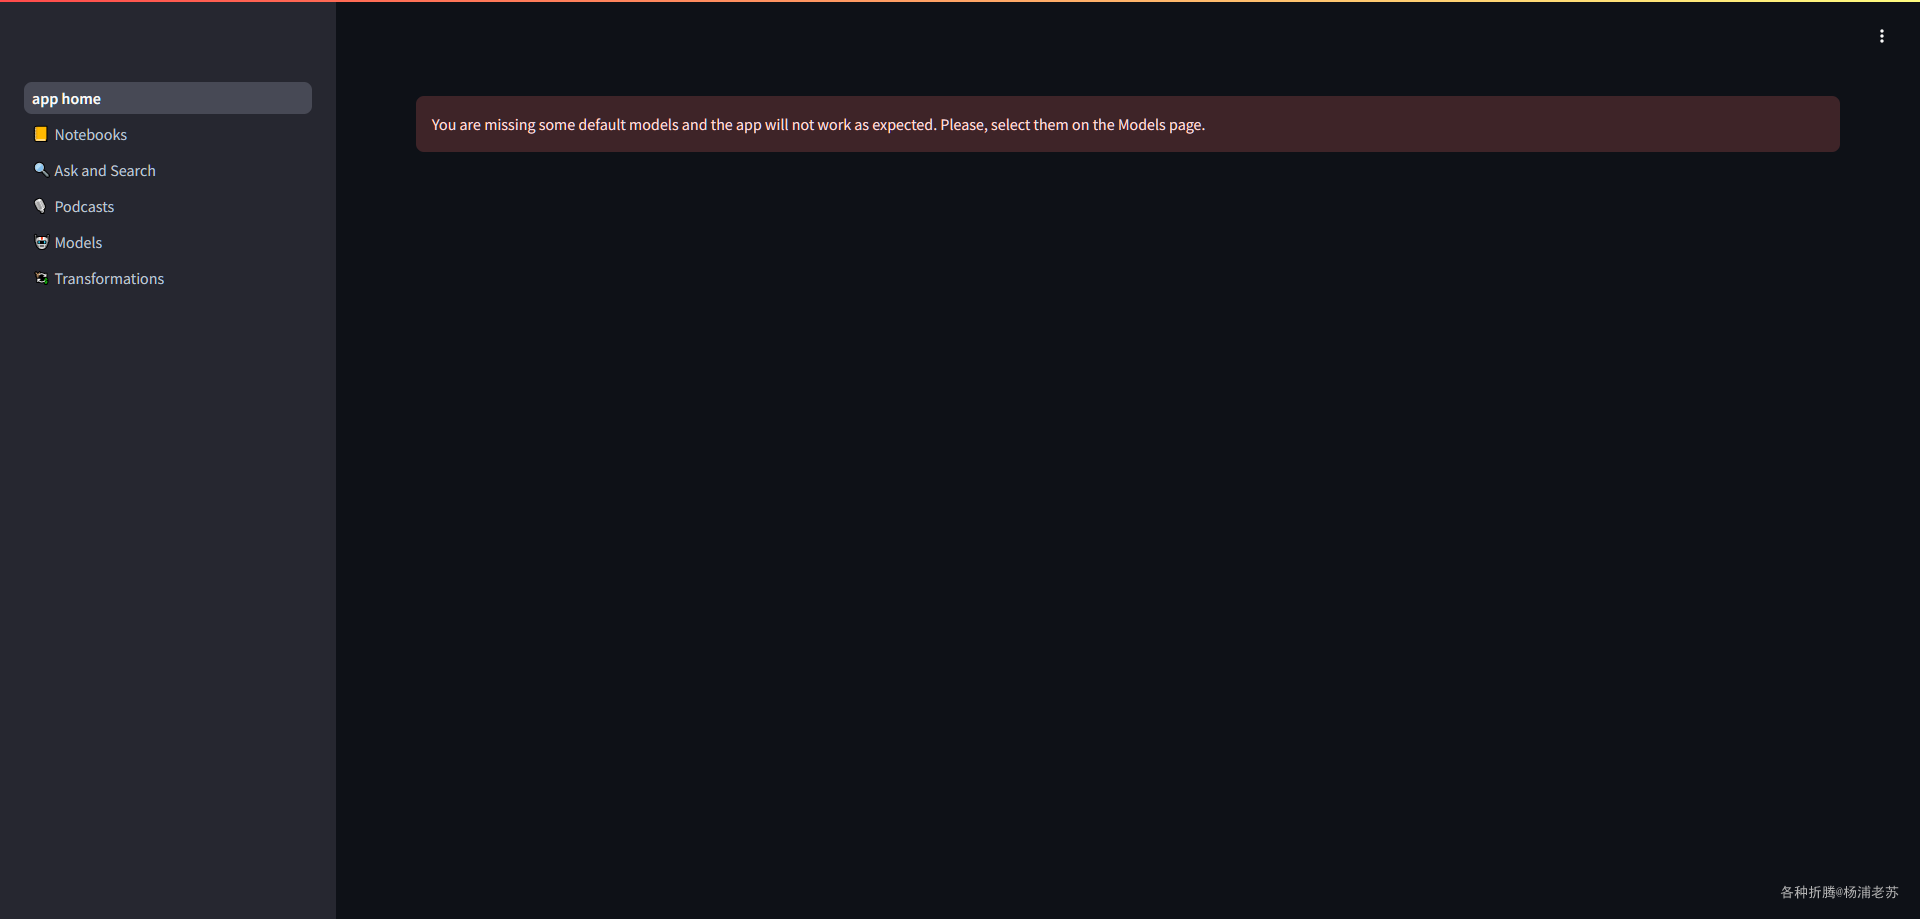 app home
Notebooks
Ask and Search
Podcasts
Models
Transformations
You are missing some default models and the app will not work as expected. Please, select them on the Models page.
各种折腾@杨浦老苏